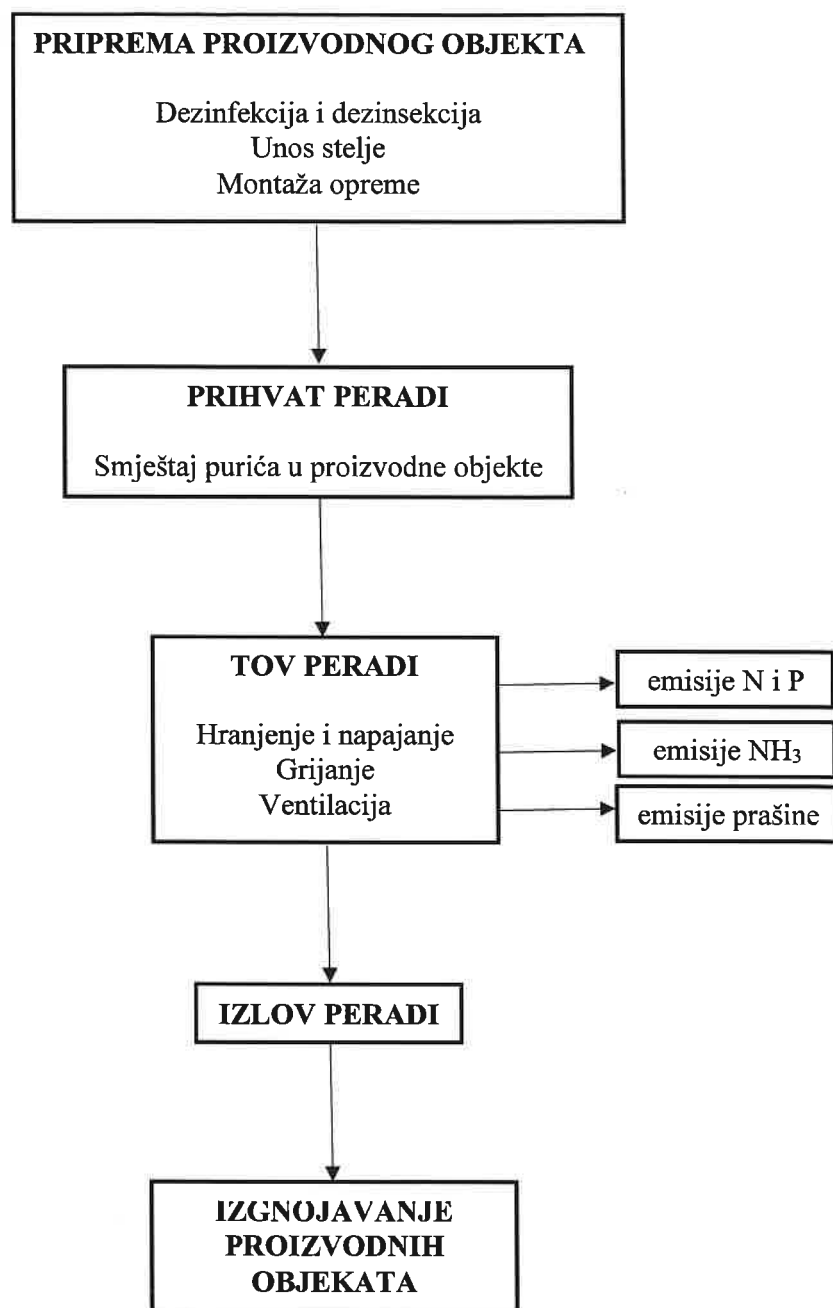 PRIPREMA PROIZVODNOG OBJEKTA
Dezinfekcija i dezinsekcija
Unos stelje
Montaža opreme
PRIHVAT PERADI
Smještaj purića u proizvodne objekte
TOV PERADI
Hranjenje i napajanje
Grijanje
Ventilacija
emisije N i P
emisije NH₃
emisije prašine
IZLOV PERADI
IZGNOJAVANJE
PROIZVODNIH
OBJEKATA